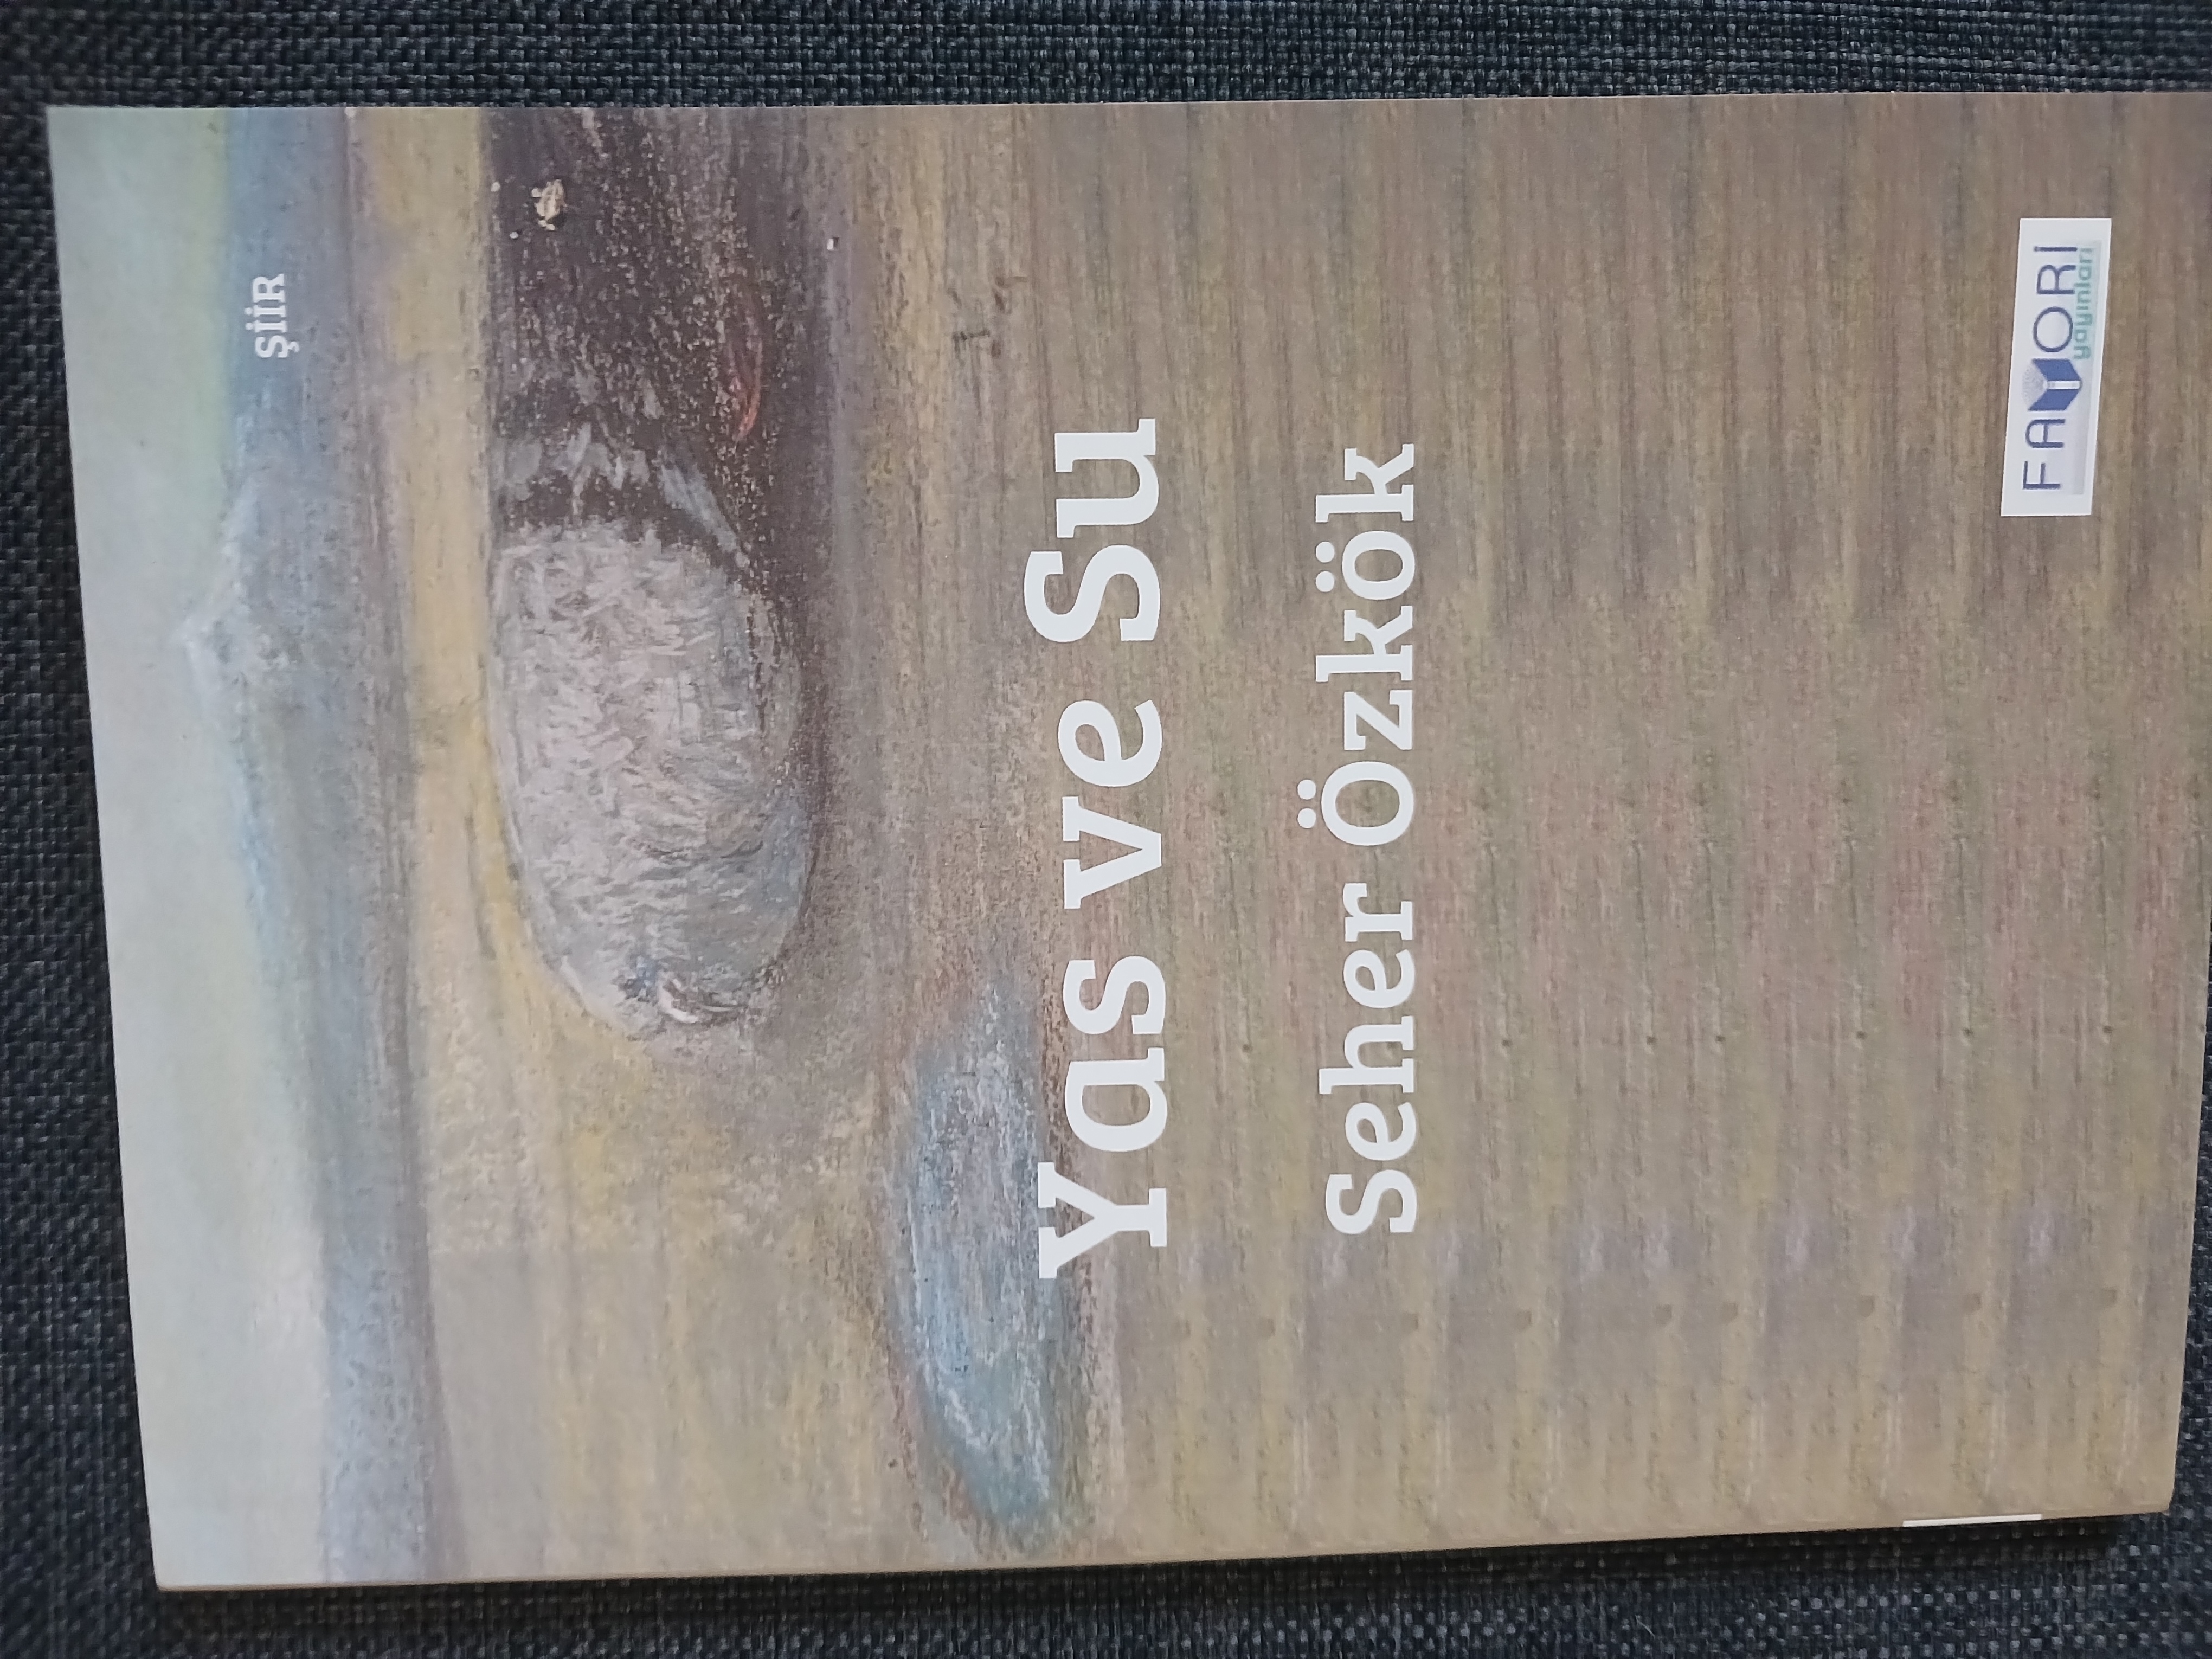 ŞİİR
Yas ve Su
Seher Özkök
FAVORİ
yayınları